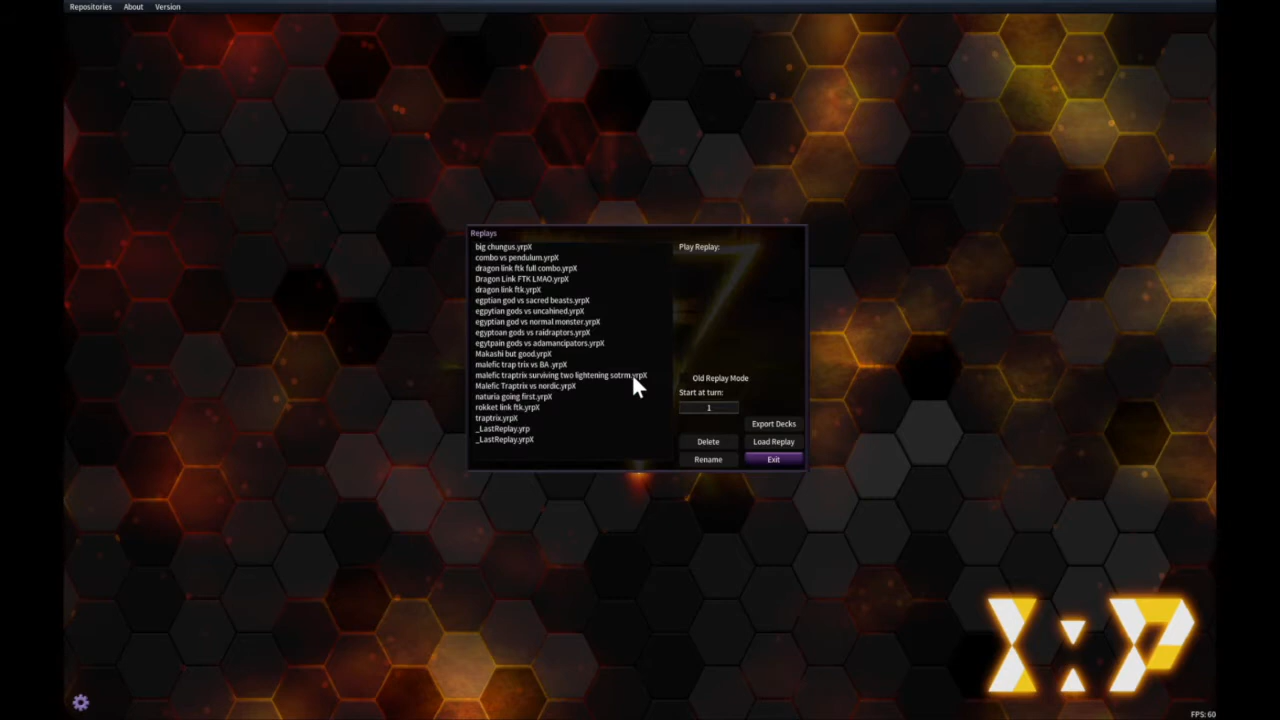 Repositories About Version
Replays
big chungus.yrpX
combo vs pendulum.yrpX
dragon link ftk full combo.yrpX
Dragon Link FTK LMAO.yrpX
dragon link ftk.yrpX
egptian god vs sacred beasts.yrpX
egpytian gods vs uncahined.yrpX
egyptian god vs normal monster.yrpX
egyptoan gods vs raidraptors.yrpX
egytpain gods vs adamancipators.yrpX
Makashi but good.yrpX
malefic trap trix vs BA .yrpX
malefic traptrix surviving two lightening sotrm.yrpX
Malefic Traptrix vs nordic.yrpX
naturia going first.yrpX
rokket link ftk.yrpX
traptrix.yrpX
_LastReplay.yrp
_LastReplay.yrpX
Play Replay:
Old Replay Mode
Start at turn:
1
Export Decks
Delete Load Replay
Rename Exit
X:P
FPS: 60